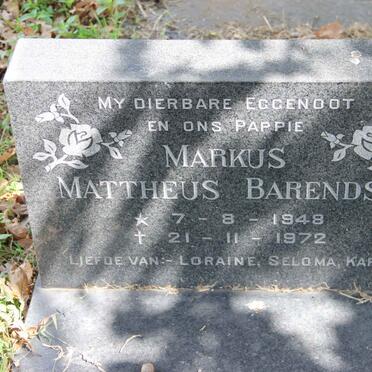 MY DIERBARE EGGENOOT
EN ONS PAPPIE
MARKUS
MATTHEUS BARENDS
* 7 - 8 - 1948
† 21 - 11 - 1972
LIEFDE VAN:- LORAINE, SELOMA, KAR